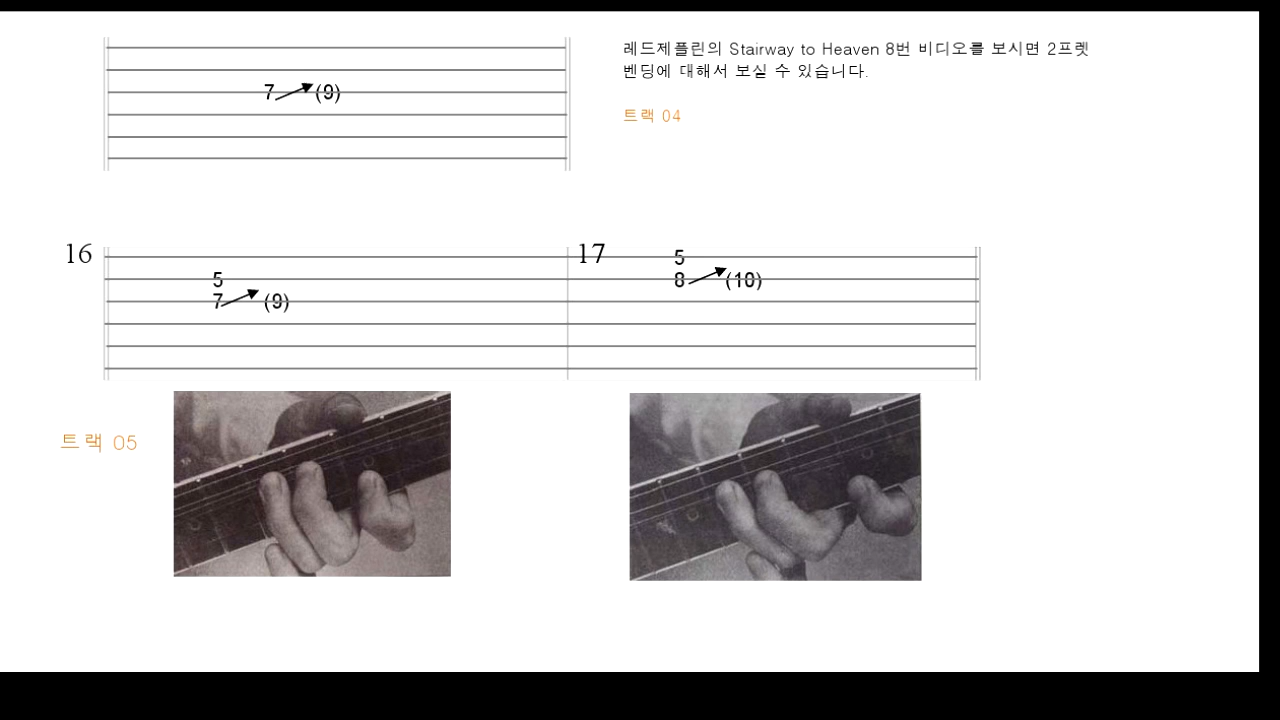 7 (9)
레드제플린의 Stairway to Heaven 8번 비디오를 보시면 2프렛
벤딩에 대해서 보실 수 있습니다.
트랙 04
16
5
7 (9)
17
5
8 (10)
트랙 05